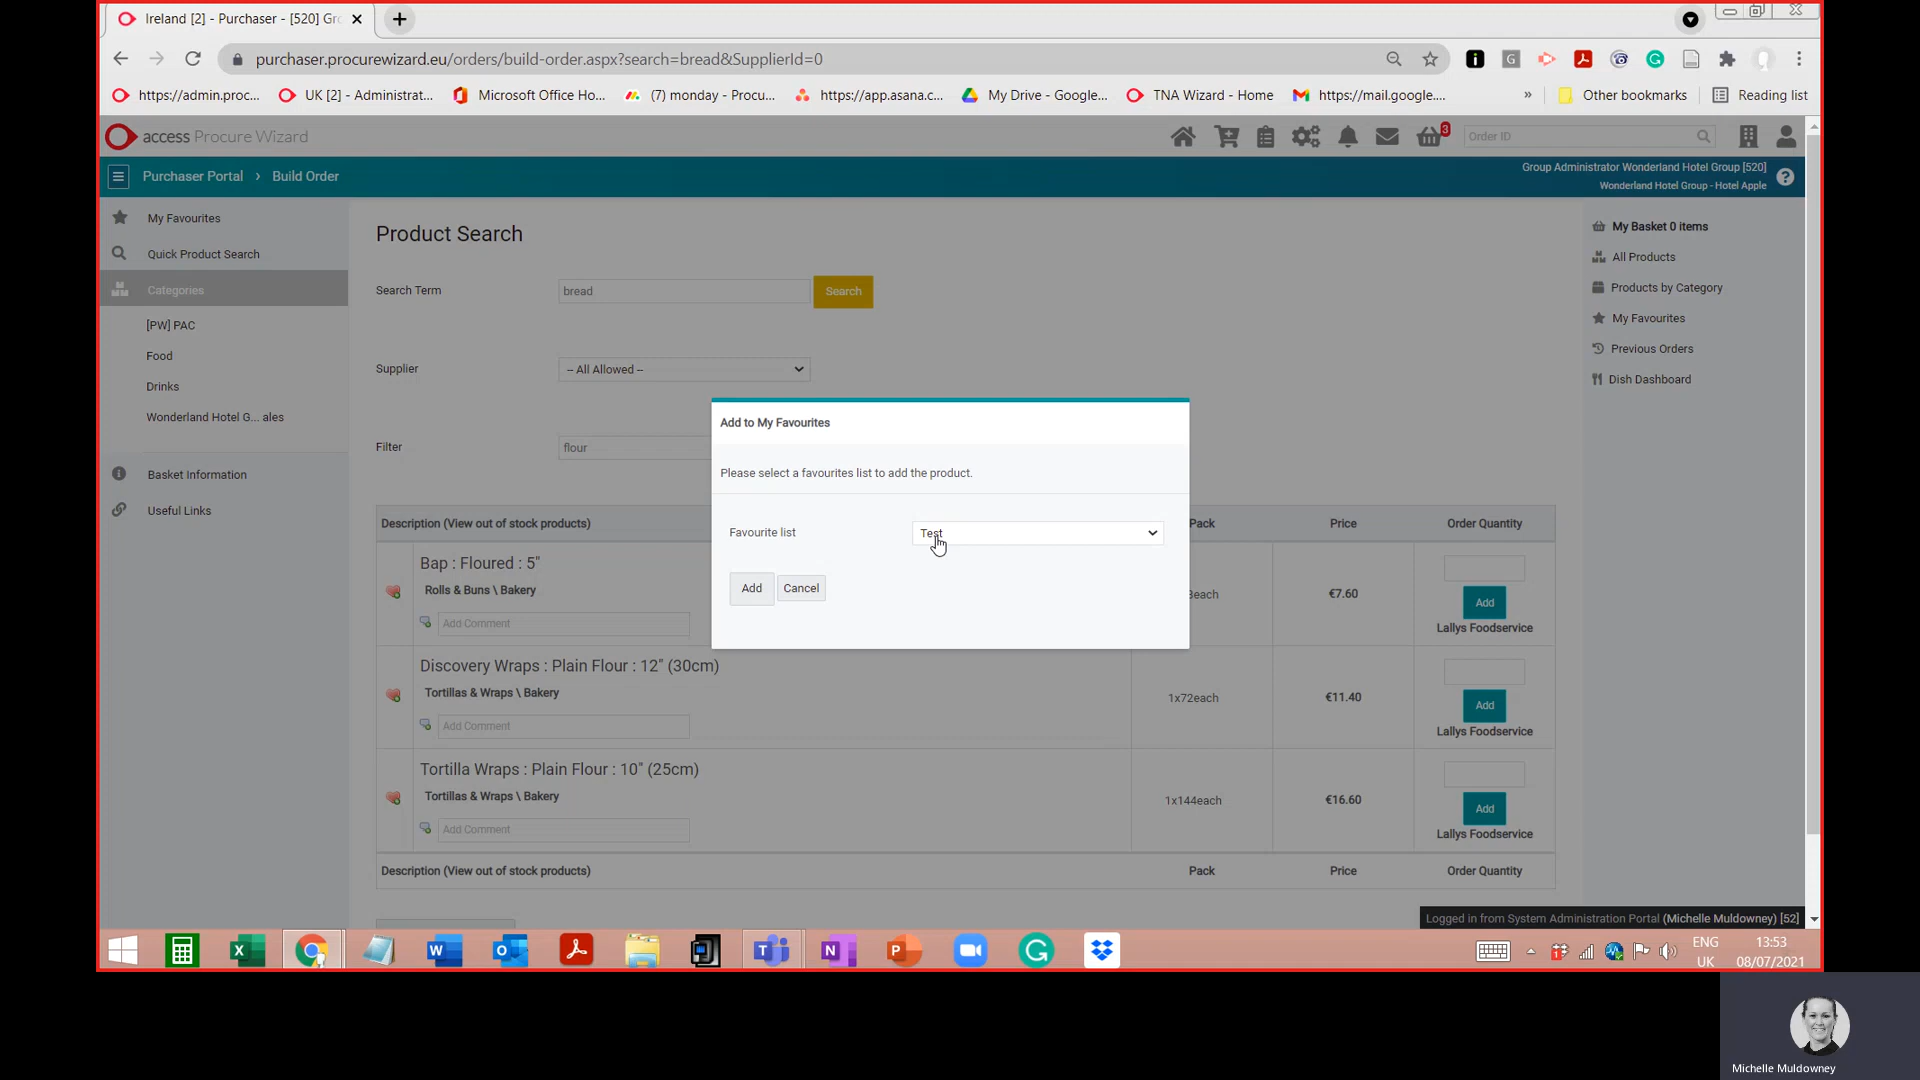 Ireland [2] - Purchaser - [520] Gr
purchaser.procurewizard.eu/orders/build-order.aspx?search=bread&SupplierId=0
https://admin.proc...
UK [2] - Administrat...
Microsoft Office Ho...
(7) monday - Procu...
https://app.asana.c...
My Drive - Google...
TNA Wizard - Home
https://mail.google....
»
Other bookmarks
Reading list
access Procure Wizard
3
Order ID
Purchaser Portal › Build Order
Group Administrator Wonderland Hotel Group [520]
Wonderland Hotel Group - Hotel Apple
My Favourites
Quick Product Search
Categories
[PW] PAC
Food
Drinks
Wonderland Hotel G... ales
Basket Information
Useful Links
Product Search
Search Term
bread
Search
Supplier
-- All Allowed --
Filter
flour
Add to My Favourites
Please select a favourites list to add the product.
Favourite list
Test
Add
Cancel
Description (View out of stock products)
Pack
Price
Order Quantity
Bap : Floured : 5"
Rolls & Buns \ Bakery
Add Comment
each
€7.60
Add
Lallys Foodservice
Discovery Wraps : Plain Flour : 12" (30cm)
Tortillas & Wraps \ Bakery
Add Comment
1x72each
€11.40
Add
Lallys Foodservice
Tortilla Wraps : Plain Flour : 10" (25cm)
Tortillas & Wraps \ Bakery
Add Comment
1x144each
€16.60
Add
Lallys Foodservice
Description (View out of stock products)
Pack
Price
Order Quantity
My Basket 0 items
All Products
Products by Category
My Favourites
Previous Orders
Dish Dashboard
Logged in from System Administration Portal (Michelle Muldowney) [52]
ENG
UK
13:53
08/07/2021
Michelle Muldowney